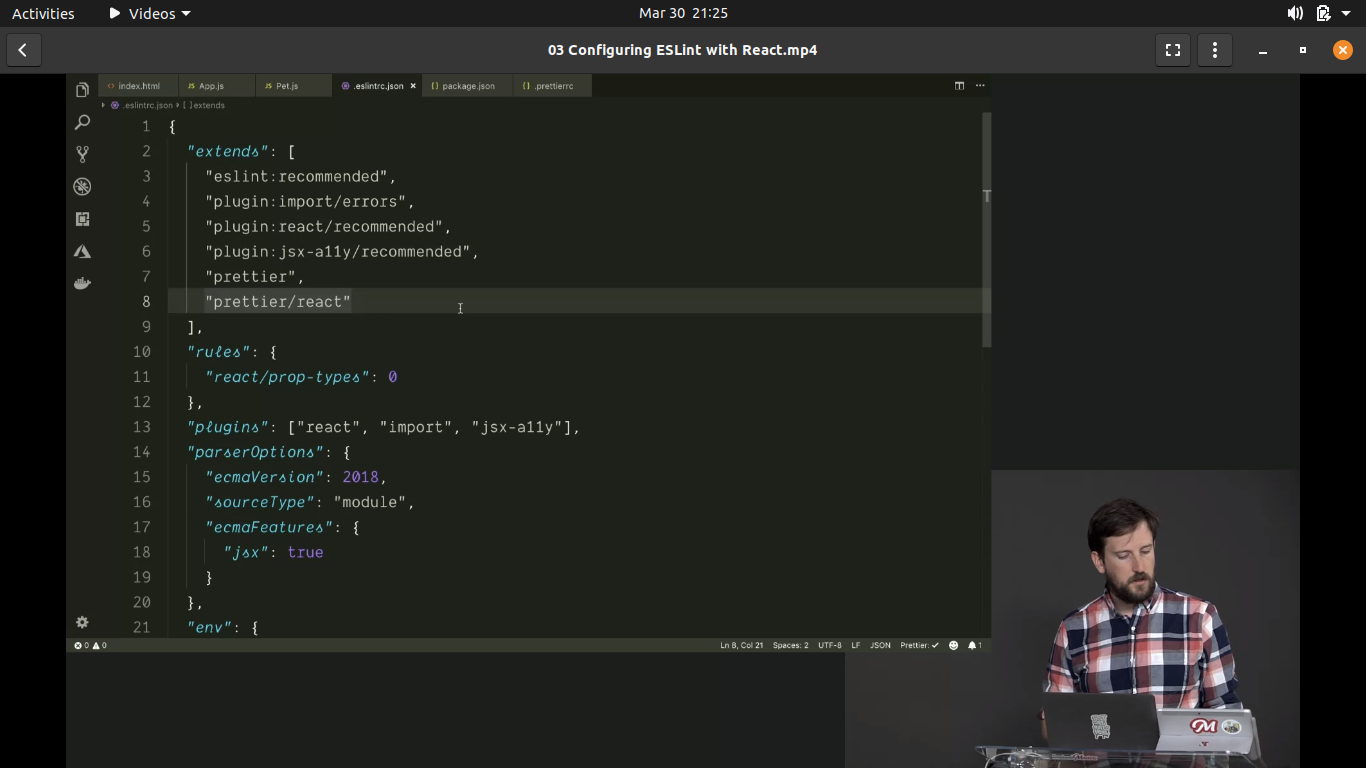 Activities Videos Mar 30 21:25
03 Configuring ESLint with React.mp4
index.html App.js Pet.js .eslintrc.json package.json .prettierrc
.eslintrc.json [ ] extends
1 {
2 "extends": [
3 "eslint:recommended",
4 "plugin:import/errors",
5 "plugin:react/recommended",
6 "plugin:jsx-a11y/recommended",
7 "prettier",
8 "prettier/react"
9 ],
10 "rules": {
11 "react/prop-types": 0
12 },
13 "plugins": ["react", "import", "jsx-a11y"],
14 "parserOptions": {
15 "ecmaVersion": 2018,
16 "sourceType": "module",
17 "ecmaFeatures": {
18 "jsx": true
19 }
20 },
21 "env": {
0 0 Ln 8, Col 21 Spaces: 2 UTF-8 LF JSON Prettier: ✓ 1